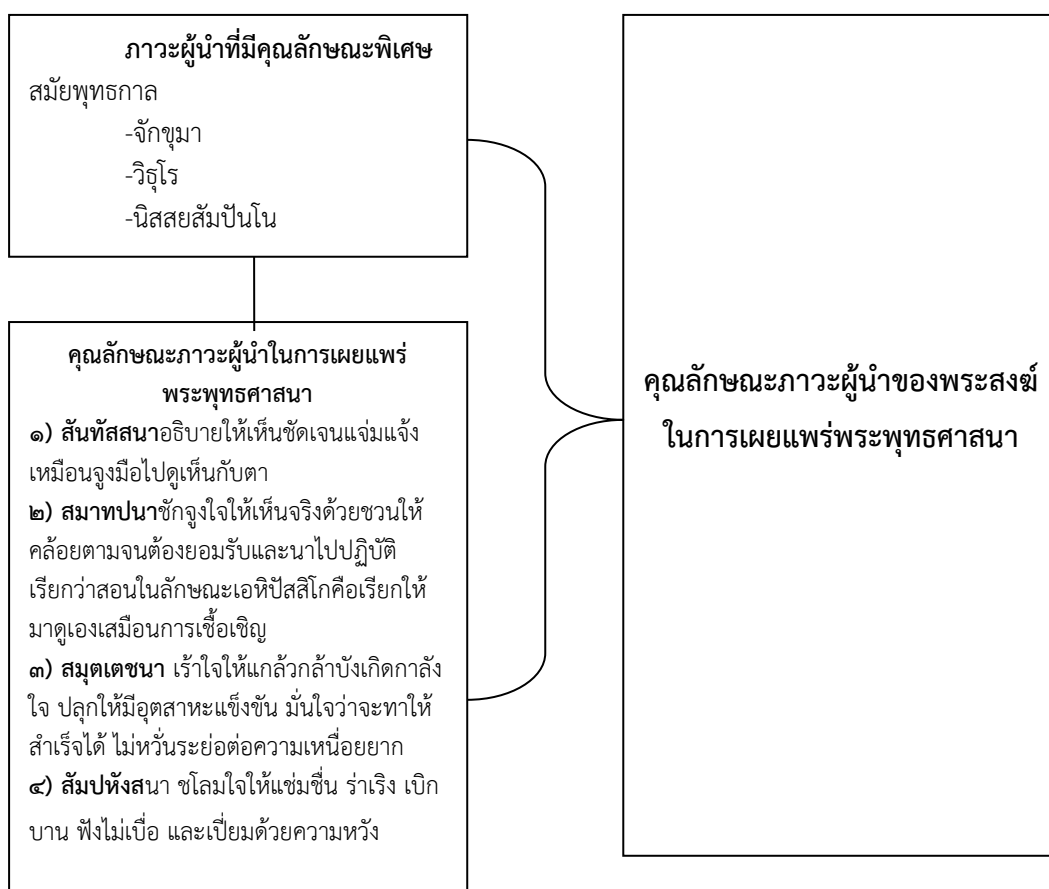 ภาวะผู้นำที่มีคุณลักษณะพิเศษ
สมัยพุทธกาล
-จักขุมา
-วิธุโร
-นิสสยสัมปันโน
คุณลักษณะภาวะผู้นำในการเผยแพร่
พระพุทธศาสนา
๑) สันทัสสนาอธิบายให้เห็นชัดเจนแจ่มแจ้ง
เหมือนจูงมือไปดูเห็นกับตา
๒) สมาทปนาชักจูงใจให้เห็นจริงด้วยชวนให้
คล้อยตามจนต้องยอมรับและนาไปปฏิบัติ
เรียกว่าสอนในลักษณะเอหิปัสสิโกคือเรียกให้
มาดูเองเสมือนการเชื้อเชิญ
๓) สมุตเตชนา เร้าใจให้แกล้วกล้าบังเกิดกาลัง
ใจ ปลุกให้มีอุตสาหะแข็งขัน มั่นใจว่าจะทาให้
สำเร็จได้ ไม่หวั่นระย่อต่อความเหนื่อยยาก
๔) สัมปหังสนา ชโลมใจให้แช่มชื่น ร่าเริง เบิก
บาน ฟังไม่เบื่อ และเปี่ยมด้วยความหวัง
คุณลักษณะภาวะผู้นำของพระสงฆ์
ในการเผยแพร่พระพุทธศาสนา